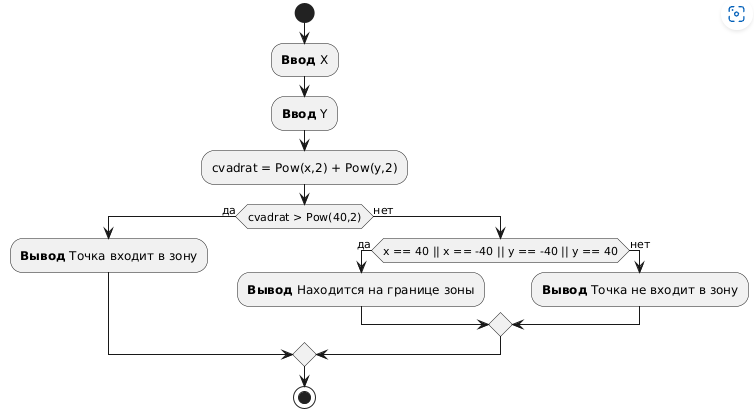 Ввод X
Ввод Y
cvadrat = Pow(x,2) + Pow(y,2)
да
cvadrat > Pow(40,2)
нет
Вывод Точка входит в зону
да
x == 40 || x == -40 || y == -40 || y == 40
нет
Вывод Находится на границе зоны
Вывод Точка не входит в зону